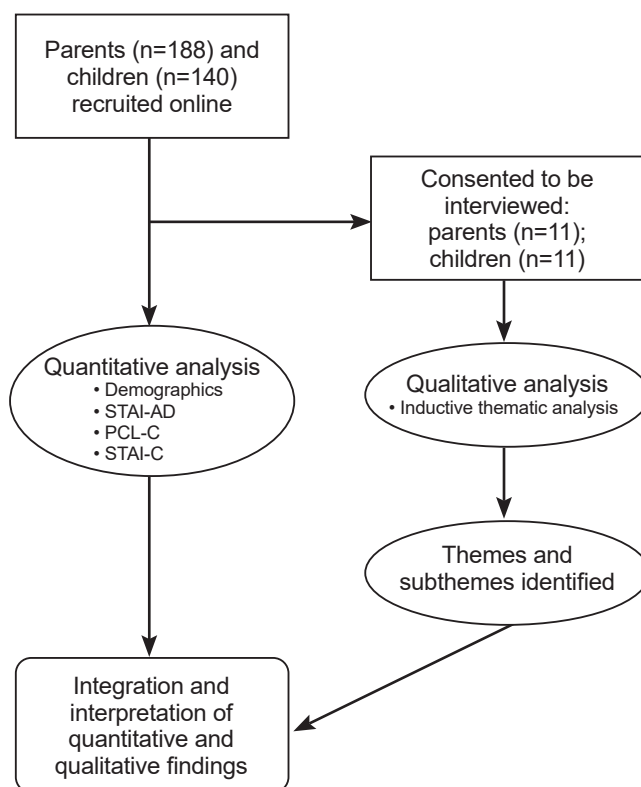 Parents (n=188) and
children (n=140)
recruited online
Consented to be
interviewed:
parents (n=11);
children (n=11)
Quantitative analysis
• Demographics
• STAI-AD
• PCL-C
• STAI-C
Qualitative analysis
• Inductive thematic analysis
Themes and
subthemes identified
Integration and
interpretation of
quantitative and
qualitative findings